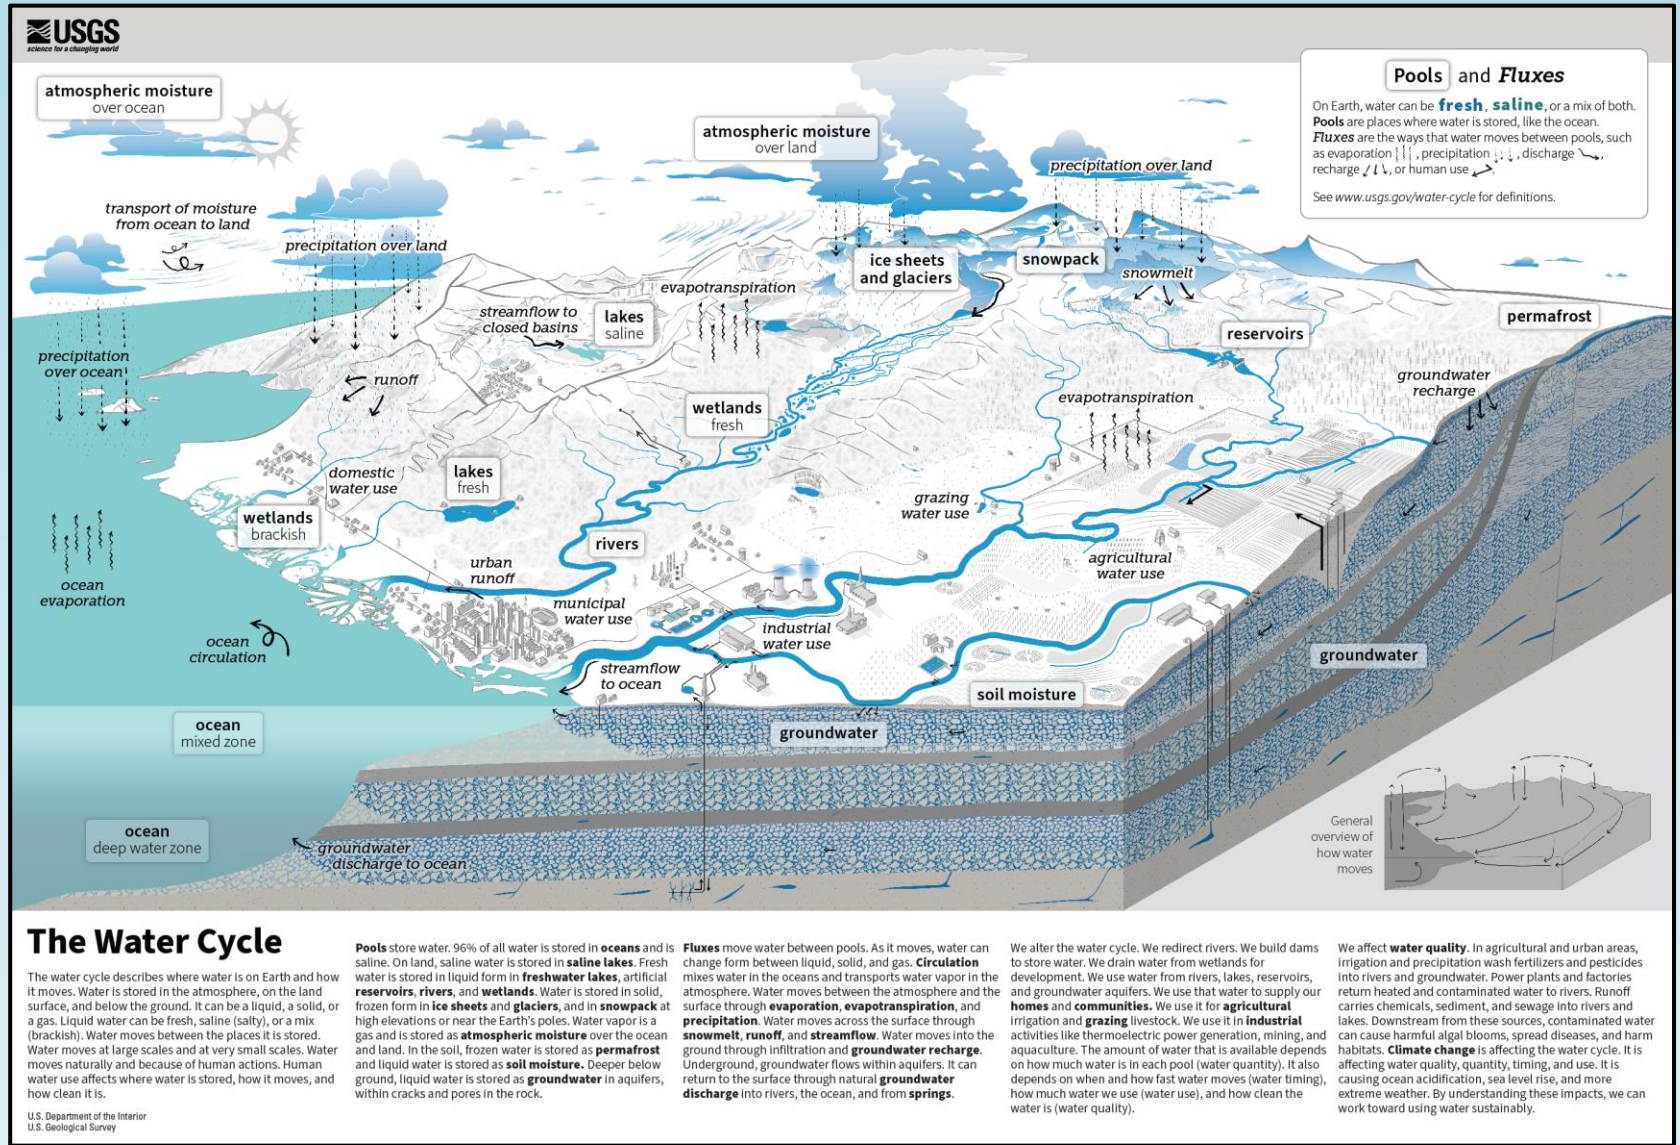 USGS
science for a changing world
atmospheric moisture
over ocean
atmospheric moisture
over land
precipitation over land
Pools and Fluxes
On Earth, water can be fresh, saline, or a mix of both.
Pools are places where water is stored, like the ocean.
Fluxes are the ways that water moves between pools, such
as evaporation, precipitation, discharge,
recharge, or human use.
See www.usgs.gov/water-cycle for definitions.
transport of moisture
from ocean to land
precipitation over land
ice sheets
and glaciers
snowpack
snowmelt
evapotranspiration
streamflow to
closed basins
lakes
saline
reservoirs
permafrost
precipitation
over ocean
runoff
groundwater
recharge
wetlands
fresh
evapotranspiration
domestic
water use
lakes
fresh
grazing
water use
wetlands
brackish
rivers
urban
runoff
agricultural
water use
ocean
evaporation
municipal
water use
industrial
water use
ocean
circulation
streamflow
to ocean
groundwater
soil moisture
ocean
mixed zone
groundwater
ocean
deep water zone
groundwater
discharge to ocean
General
overview of
how water
moves
The Water Cycle
The water cycle describes where water is on Earth and how
it moves. Water is stored in the atmosphere, on the land
surface, and below the ground. It can be a liquid, a solid, or
a gas. Liquid water can be fresh, saline (salty), or a mix
(brackish). Water moves between the places it is stored.
Water moves at large scales and at very small scales. Water
moves naturally and because of human actions. Human
water use affects where water is stored, how it moves, and
how clean it is.
U.S. Department of the Interior
U.S. Geological Survey
Pools store water. 96% of all water is stored in oceans and is
saline. On land, saline water is stored in saline lakes. Fresh
water is stored in liquid form in freshwater lakes, artificial
reservoirs, rivers, and wetlands. Water is stored in solid,
frozen form in ice sheets and glaciers, and in snowpack at
high elevations or near the Earth's poles. Water vapor is a
gas and is stored as atmospheric moisture over the ocean
and land. In the soil, frozen water is stored as permafrost
and liquid water is stored as soil moisture. Deeper below
ground, liquid water is stored as groundwater in aquifers,
within cracks and pores in the rock.
Fluxes move water between pools. As it moves, water can
change form between liquid, solid, and gas. Circulation
mixes water in the oceans and transports water vapor in the
atmosphere. Water moves between the atmosphere and the
surface through evaporation, evapotranspiration, and
precipitation. Water moves across the surface through
snowmelt, runoff, and streamflow. Water moves into the
ground through infiltration and groundwater recharge.
Underground, groundwater flows within aquifers. It can
return to the surface through natural groundwater
discharge into rivers, the ocean, and from springs.
We alter the water cycle. We redirect rivers. We build dams
to store water. We drain water from wetlands for
development. We use water from rivers, lakes, reservoirs,
and groundwater aquifers. We use that water to supply our
homes and communities. We use it for agricultural
irrigation and grazing livestock. We use it in industrial
activities like thermoelectric power generation, mining, and
aquaculture. The amount of water that is available depends
on how much water is in each pool (water quantity). It also
depends on when and how fast water moves (water timing),
how much water we use (water use), and how clean the
water is (water quality).
We affect water quality. In agricultural and urban areas,
irrigation and precipitation wash fertilizers and pesticides
into rivers and groundwater. Power plants and factories
return heated and contaminated water to rivers. Runoff
carries chemicals, sediment, and sewage into rivers and
lakes. Downstream from these sources, contaminated water
can cause harmful algal blooms, spread diseases, and harm
habitats. Climate change is affecting the water cycle. It is
affecting water quality, quantity, timing, and use. It is
causing ocean acidification, sea level rise, and more
extreme weather. By understanding these impacts, we can
work toward using water sustainably.